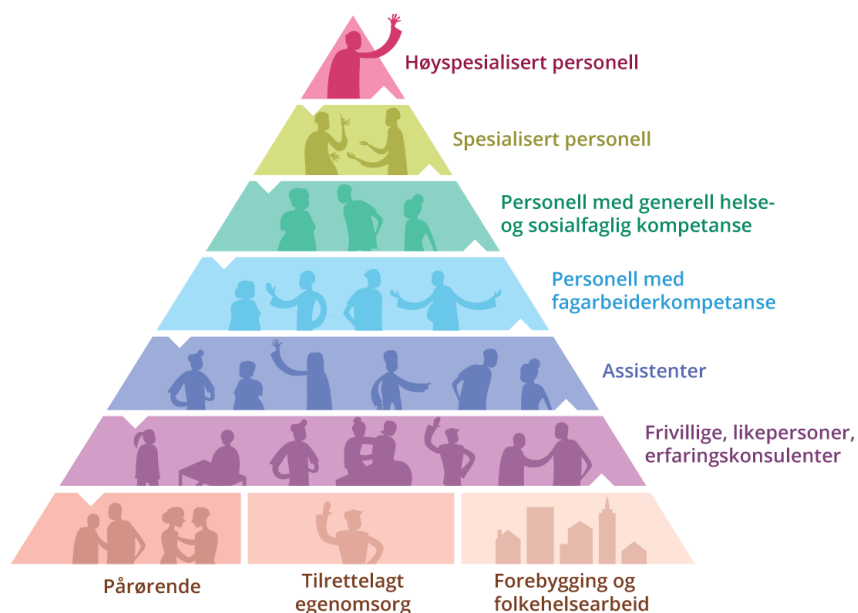 Høyspesialisert personell
Spesialisert personell
Personell med generell helse-
og sosialfaglig kompetanse
Personell med
fagarbeiderkompetanse
Assistenter
Frivillige, likepersoner,
erfaringskonsulenter
Pårørende
Tilrettelagt
egenomsorg
Forebygging og
folkehelsearbeid